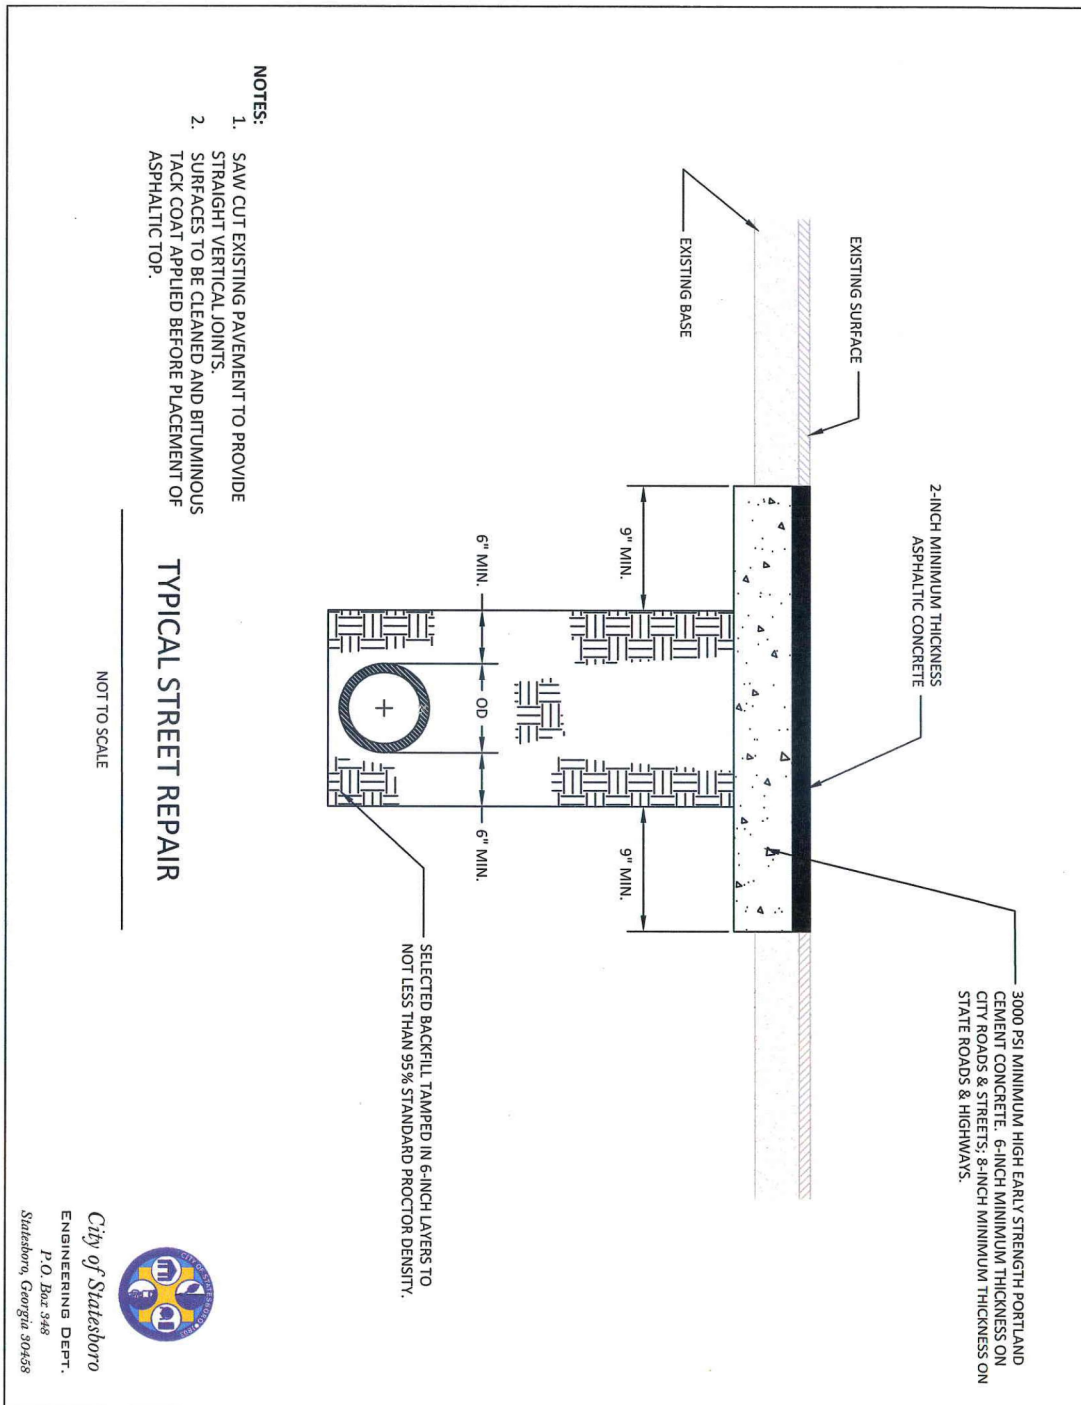 2-INCH MINIMUM THICKNESS
ASPHALTIC CONCRETE
3000 PSI MINIMUM HIGH EARLY STRENGTH PORTLAND
CEMENT CONCRETE. 6-INCH MINIMUM THICKNESS ON
CITY ROADS & STREETS; 8-INCH MINIMUM THICKNESS ON
STATE ROADS & HIGHWAYS.
EXISTING SURFACE
EXISTING BASE
9" MIN.
9" MIN.
6" MIN.
OD
6" MIN.
SELECTED BACKFILL TAMPED IN 6-INCH LAYERS TO
NOT LESS THAN 95% STANDARD PROCTOR DENSITY.
NOTES:
1. SAW CUT EXISTING PAVEMENT TO PROVIDE
STRAIGHT VERTICAL JOINTS.
2. SURFACES TO BE CLEANED AND BITUMINOUS
TACK COAT APPLIED BEFORE PLACEMENT OF
ASPHALTIC TOP.
TYPICAL STREET REPAIR
NOT TO SCALE
CITY OF STATESBORO
City of Statesboro
ENGINEERING DEPT.
P.O. Box 348
Statesboro, Georgia 30458